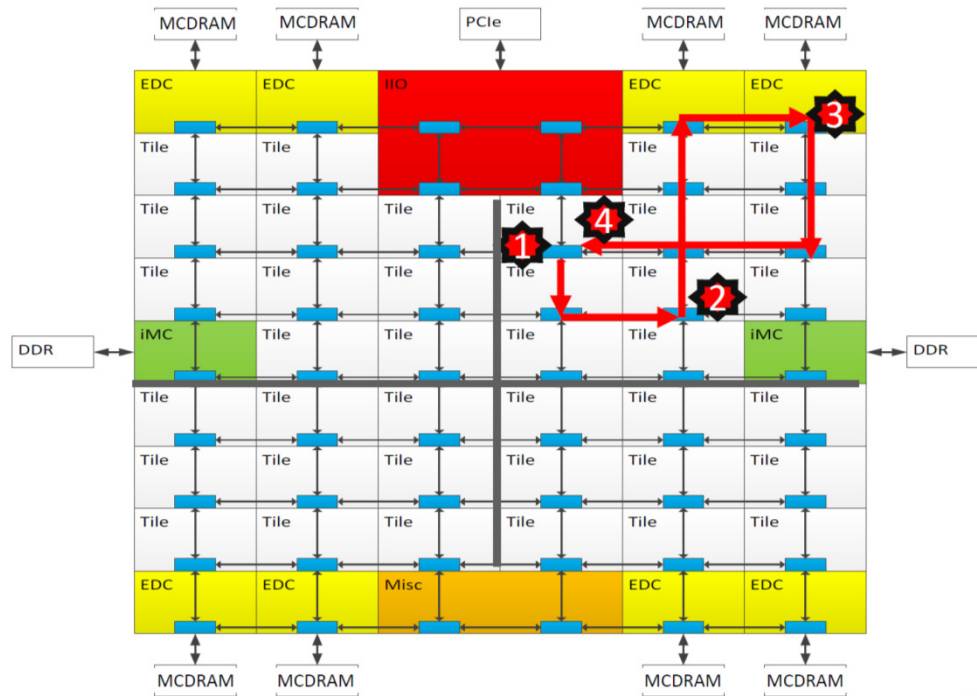 MCDRAM MCDRAM PCIe MCDRAM MCDRAM
EDC EDC IIO EDC EDC
3
Tile Tile Tile Tile
Tile Tile Tile Tile Tile Tile
4
1
Tile Tile Tile Tile Tile Tile
2
iMC Tile Tile Tile Tile iMC
DDR DDR
Tile Tile Tile Tile Tile Tile
Tile Tile Tile Tile Tile Tile
Tile Tile Tile Tile Tile Tile
EDC EDC Misc EDC EDC
MCDRAM MCDRAM MCDRAM MCDRAM